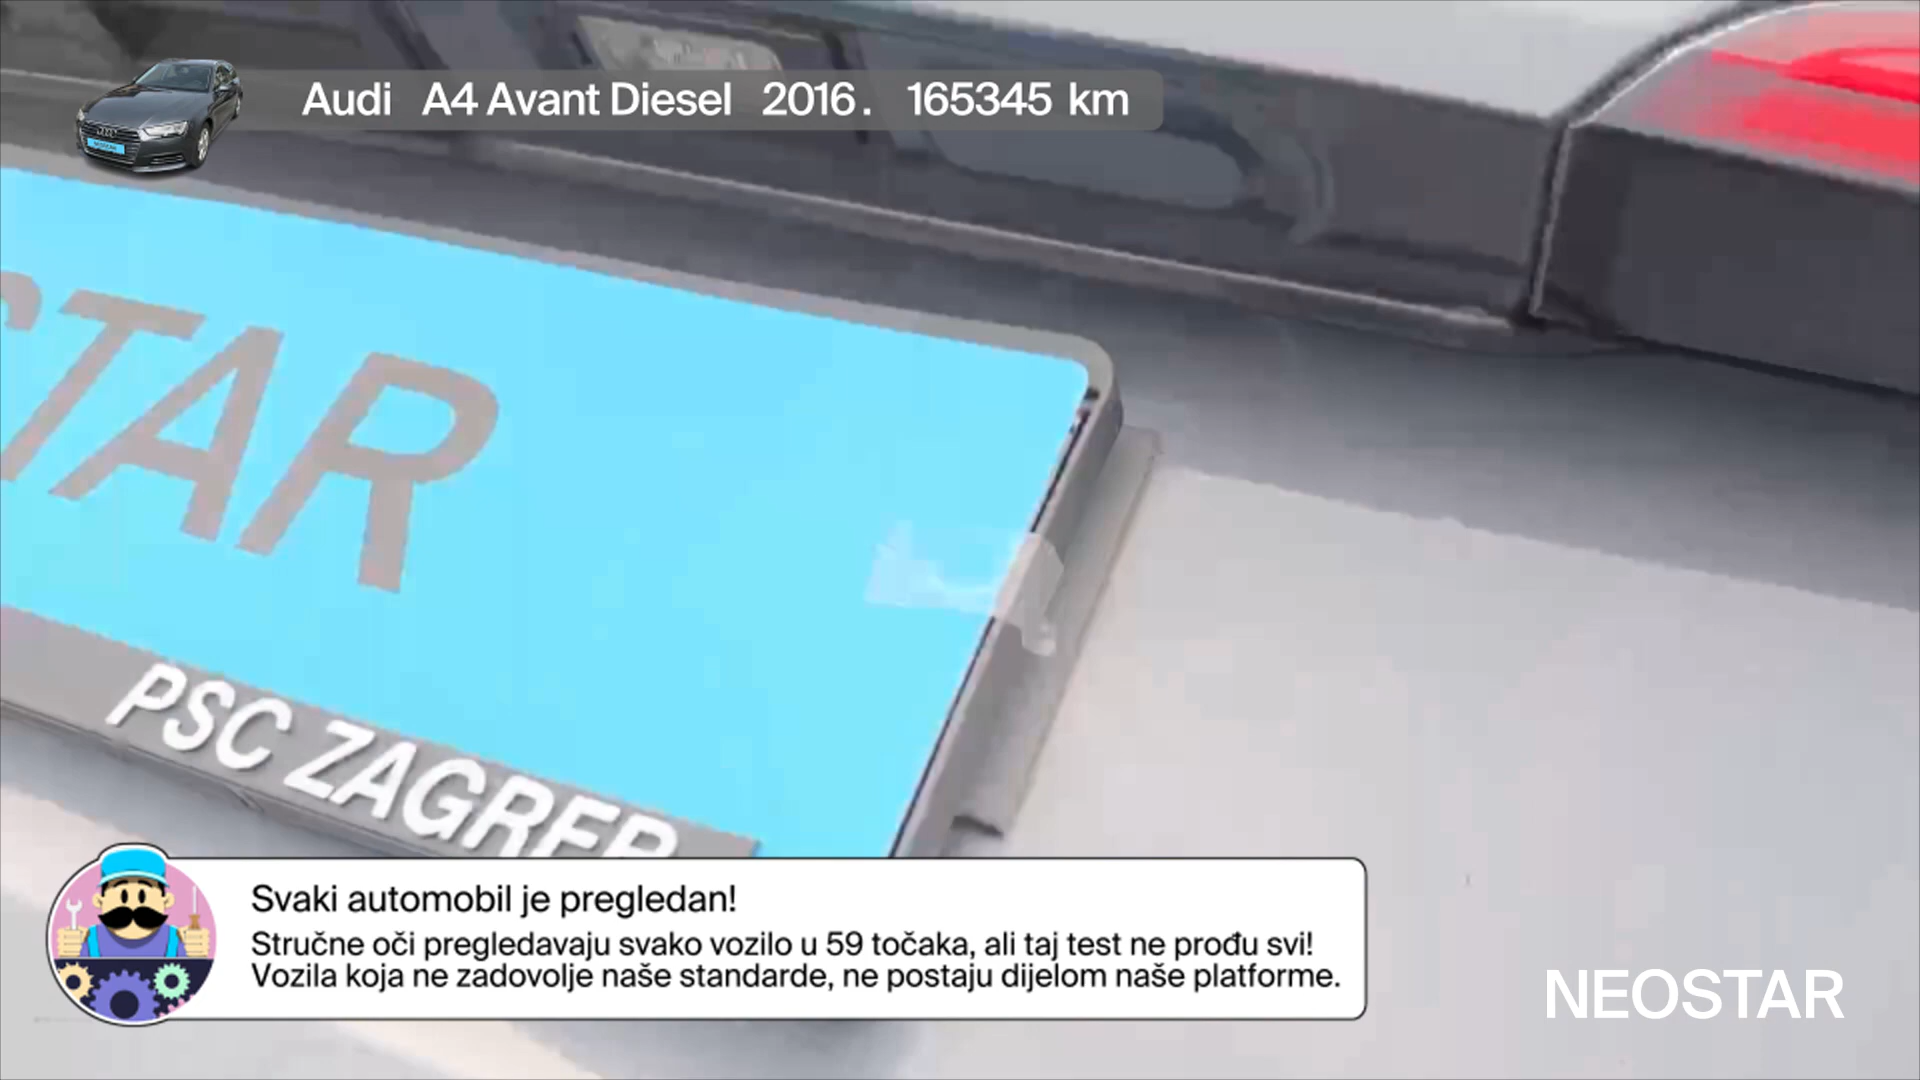 Audi A4 Avant Diesel 2016. 165345 km
STAR
PSC ZAGREB
Svaki automobil je pregledan!
Stručne oči pregledavaju svako vozilo u 59 točaka, ali taj test ne prođu svi!
Vozila koja ne zadovolje naše standarde, ne postaju dijelom naše platforme.
NEOSTAR